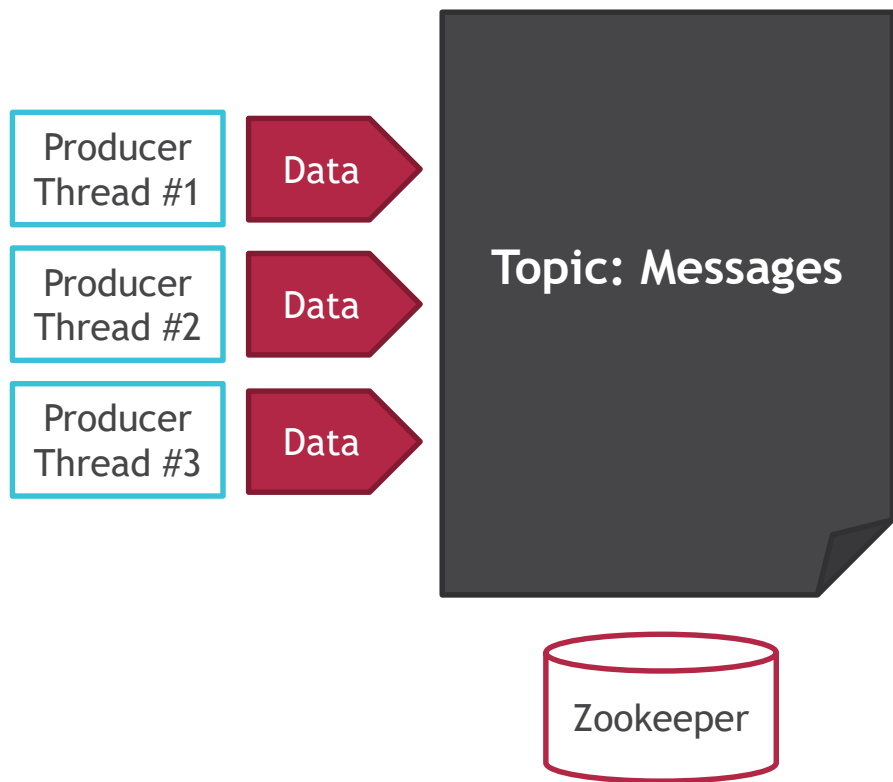 Producer
Thread #1
Data
Producer
Thread #2
Data
Producer
Thread #3
Data
Topic: Messages
Zookeeper